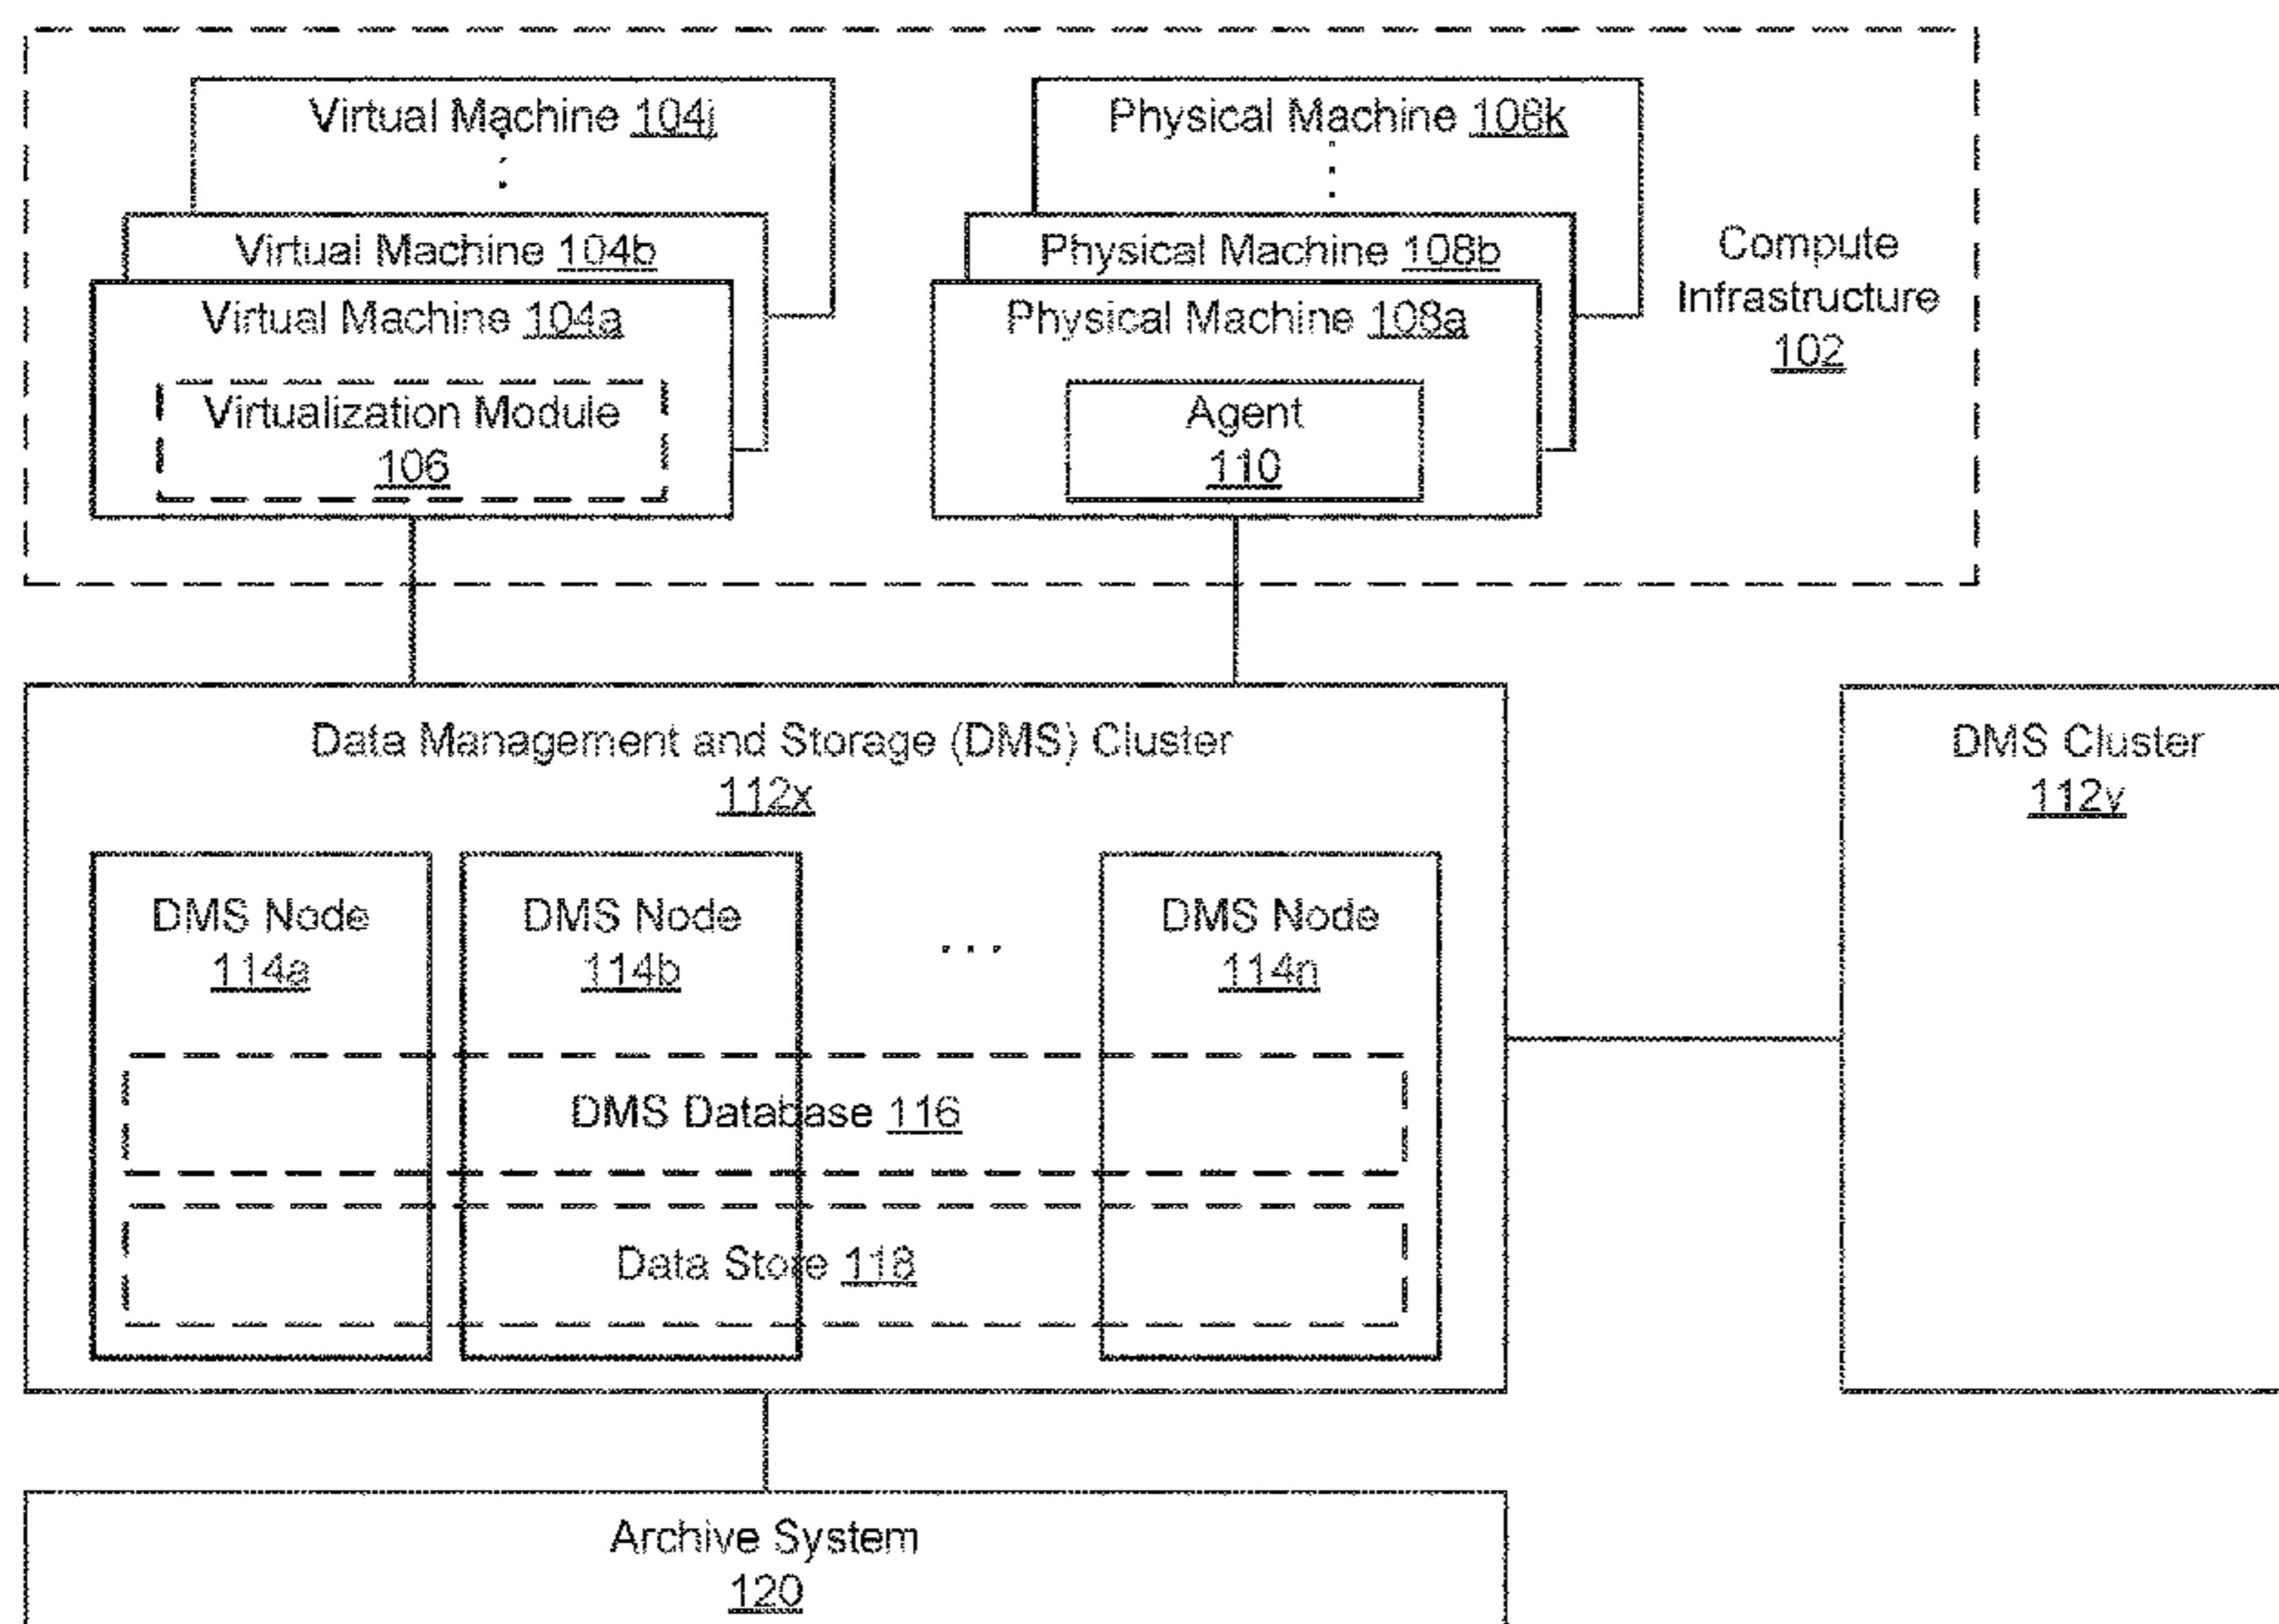 Virtual Machine 104j
Physical Machine 108k
Virtual Machine 104b
Physical Machine 108b
Compute
Infrastructure
102
Virtual Machine 104a
Physical Machine 108a
Virtualization Module
106
Agent
110
Data Management and Storage (DMS) Cluster
112x
DMS Cluster
112y
DMS Node
114a
DMS Node
114b
...
DMS Node
114n
DMS Database 116
Data Store 118
Archive System
120